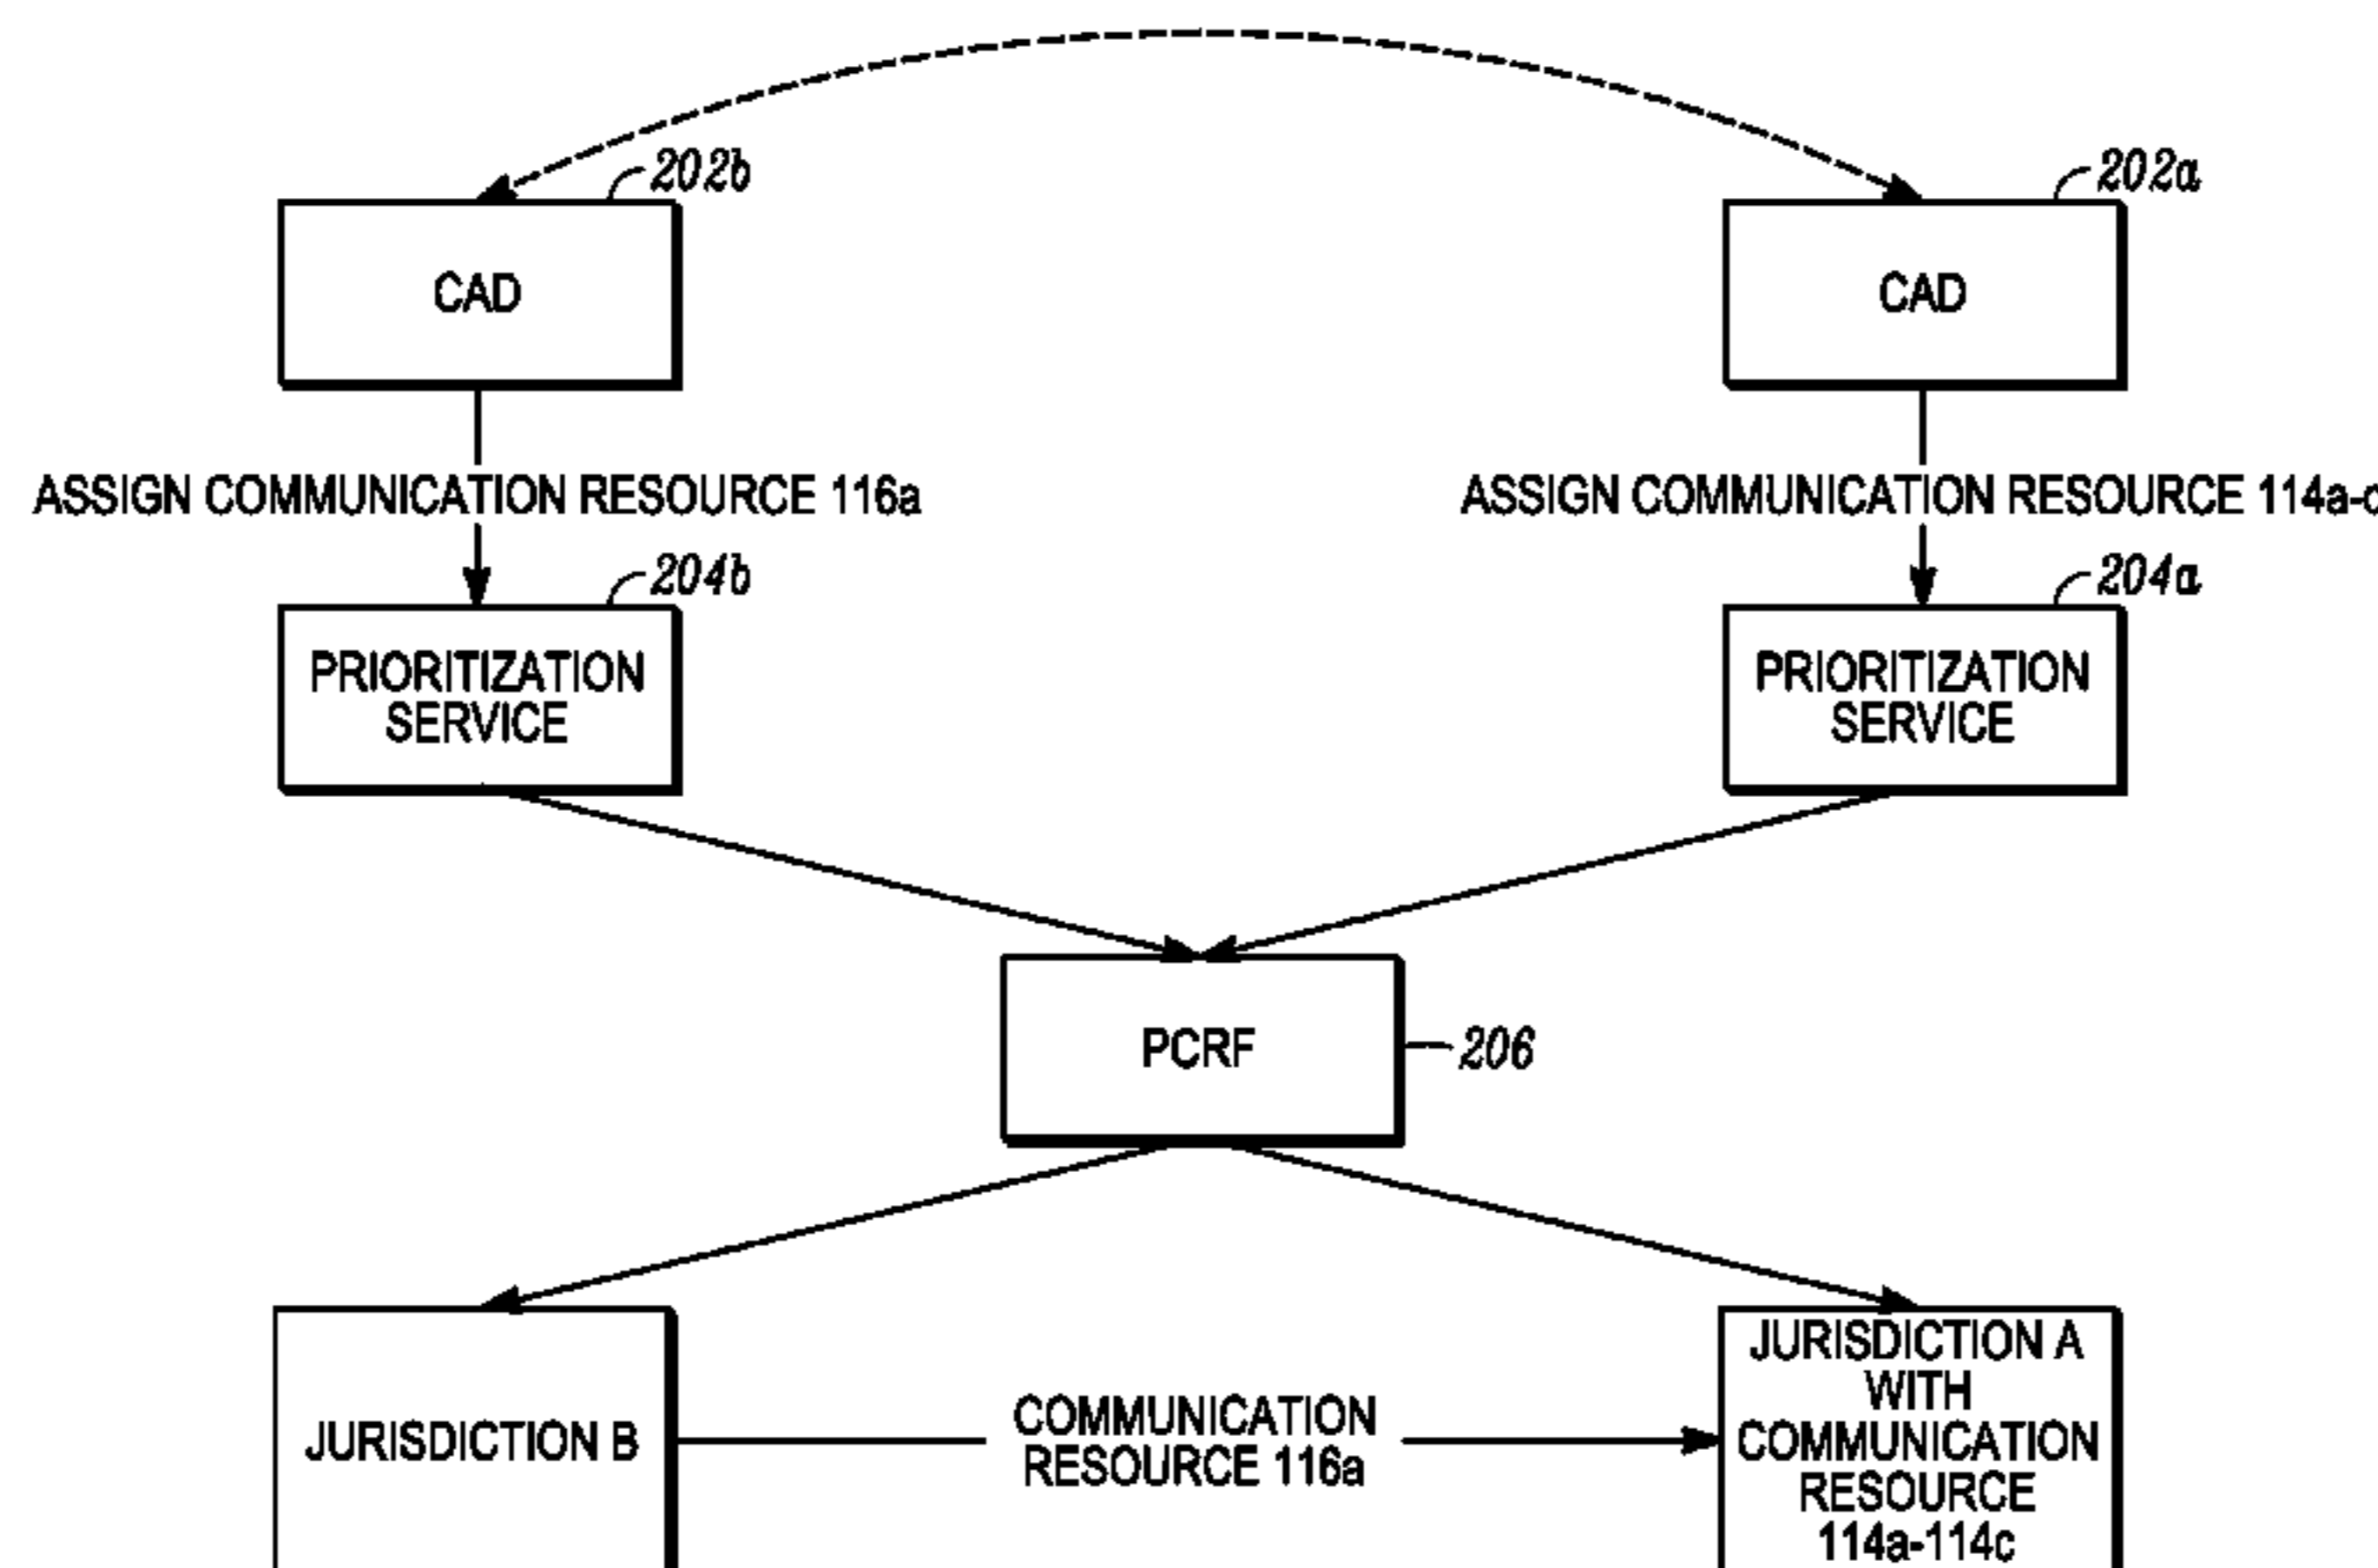 202b
202a
CAD
CAD
ASSIGN COMMUNICATION RESOURCE 116a
ASSIGN COMMUNICATION RESOURCE
204b
204a
PRIORITIZATION
SERVICE
PRIORITIZATION
SERVICE
PCRF
206
JURISDICTION B
COMMUNICATION
RESOURCE 116a
JURISDICTION A
WITH
COMMUNICATION
RESOURCE
114a-114c